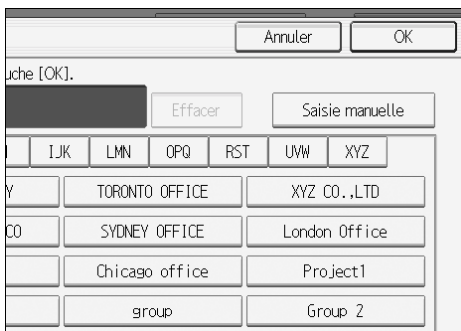 Annuler OK
uche [OK].
Effacer Saisie manuelle
IJK LMN OPQ RST UVW XYZ
Y TORONTO OFFICE XYZ CO.,LTD
CO SYDNEY OFFICE London Office
Chicago office Project1
group Group 2